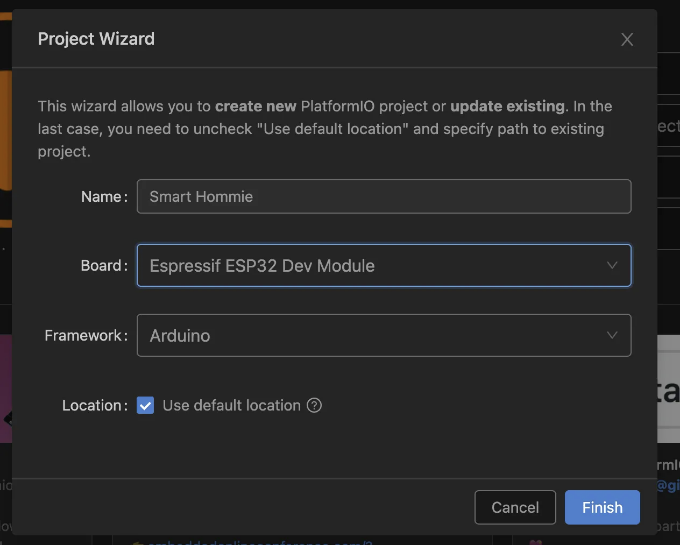 Project Wizard
This wizard allows you to create new PlatformIO project or update existing. In the
last case, you need to uncheck "Use default location" and specify path to existing
project.
Name:
Smart Hommie
Board:
Espressif ESP32 Dev Module
Framework:
Arduino
Location:
Use default location
Cancel
Finish